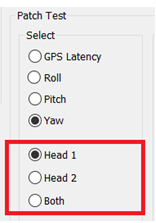 Patch Test
Select
GPS Latency
Roll
Pitch
Yaw
Head 1
Head 2
Both